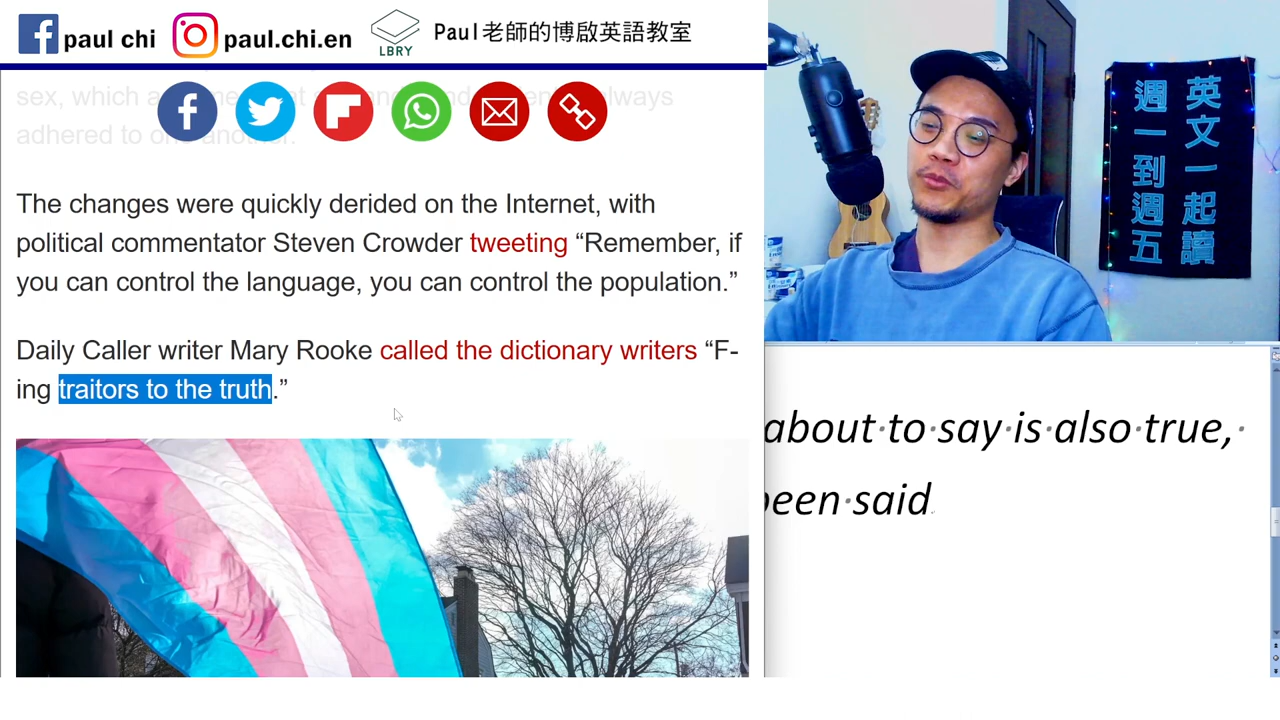 paul chi
paul.chi.en
LBRY
Paul老師的博啟英語教室
adhered to one another.
The changes were quickly derided on the Internet, with
political commentator Steven Crowder tweeting “Remember, if
you can control the language, you can control the population.”
Daily Caller writer Mary Rooke called the dictionary writers “F-
ing traitors to the truth.”
英文一起讀
週一到週五
about to say is also true,
been said